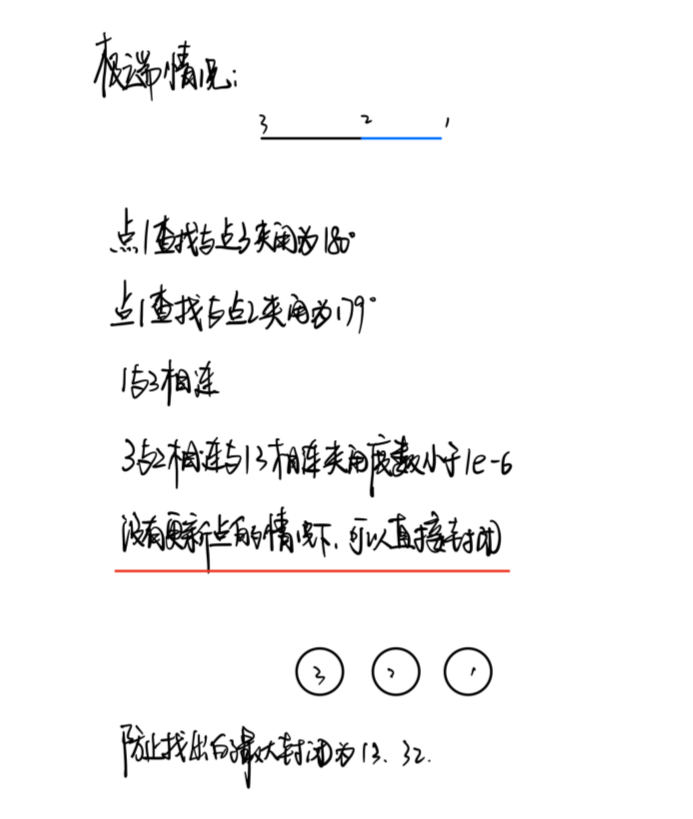 极端情况:
3 2 1
点1查找与点3夹角为180°
点1查找与点2夹角为179°
1与3相连
3与2相连与13相连夹角度数小于1e-6
没有更新点的情况下、可以直接封闭
3 2 1
防止找出的最大封闭为13、32.